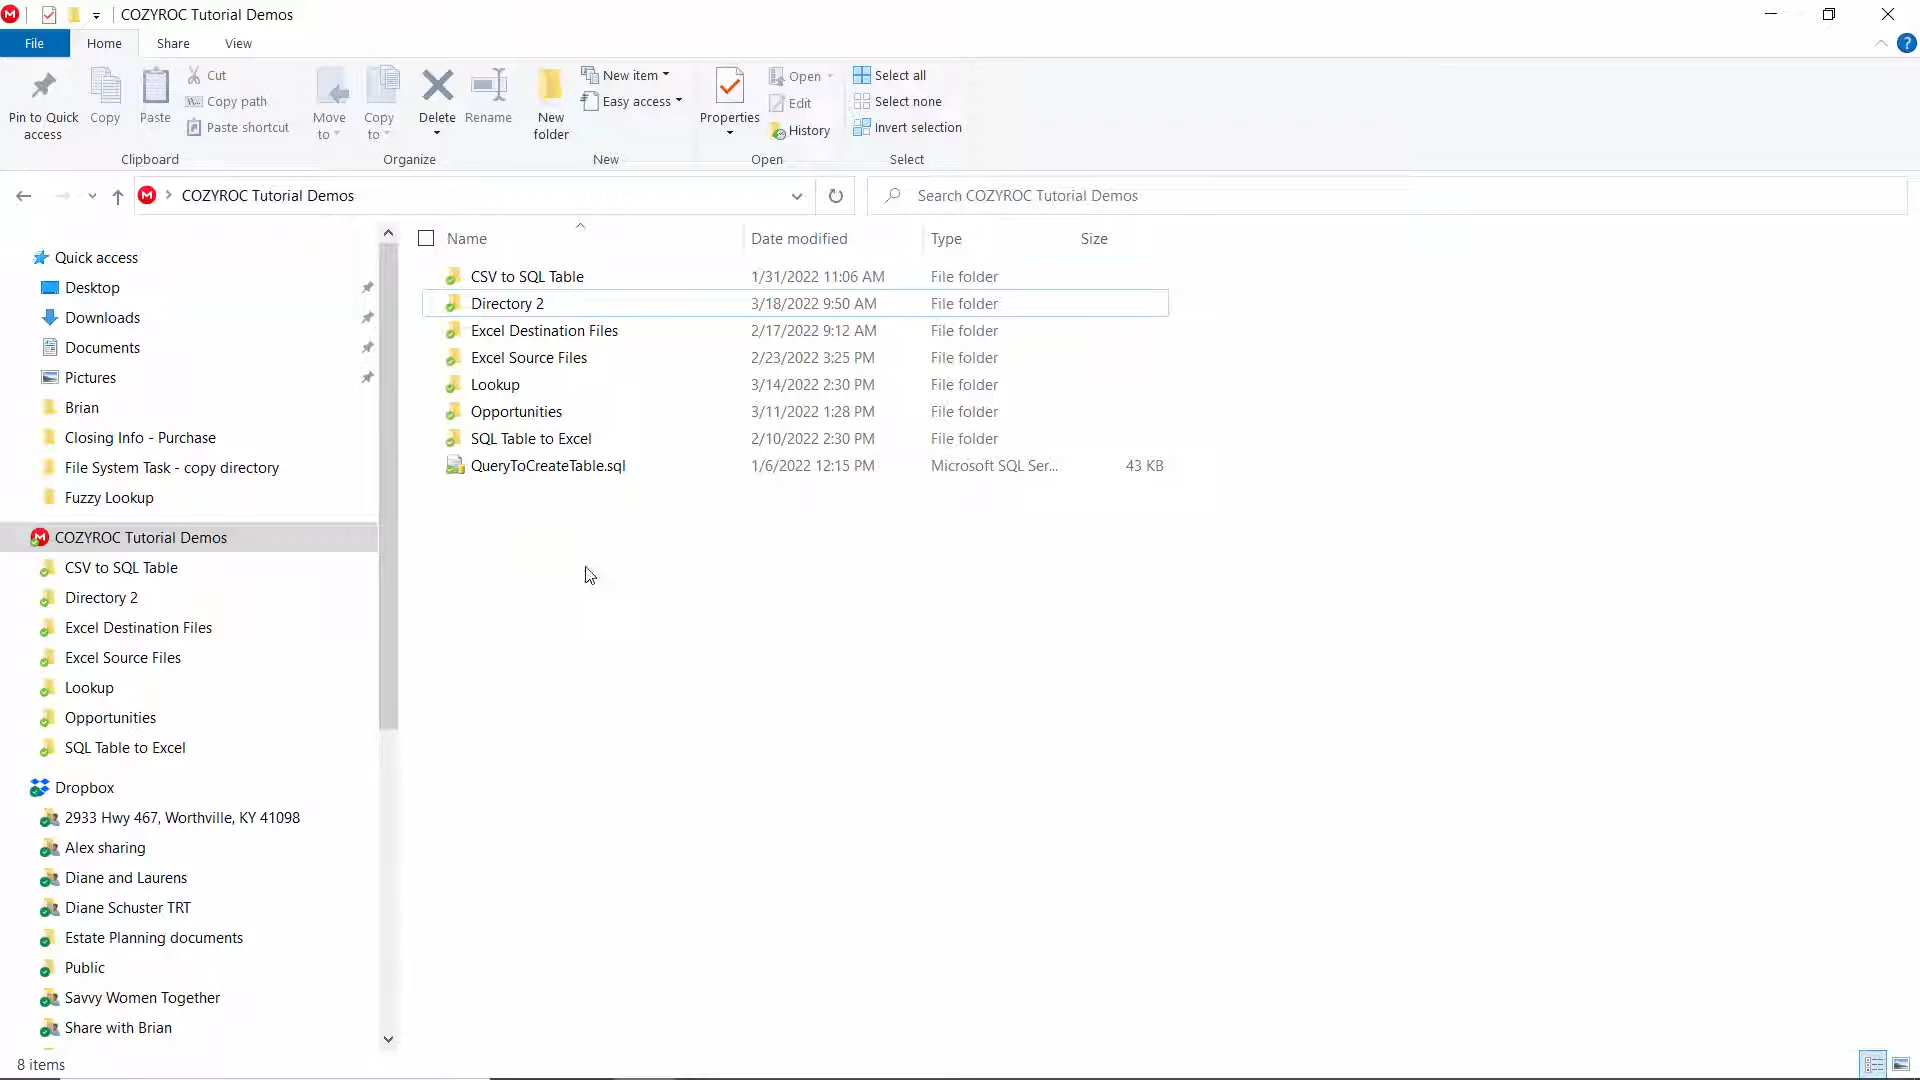 COZYROC Tutorial Demos
File
Home
Share
View
Pin to Quick access
Copy
Paste
Cut
Copy path
Paste shortcut
Clipboard
Move to
Copy to
Delete
Rename
Organize
New folder
New item
Easy access
New
Properties
Open
Edit
History
Open
Select all
Select none
Invert selection
Select
COZYROC Tutorial Demos
Search COZYROC Tutorial Demos
Quick access
Desktop
Downloads
Documents
Pictures
Brian
Closing Info - Purchase
File System Task - copy directory
Fuzzy Lookup
COZYROC Tutorial Demos
CSV to SQL Table
Directory 2
Excel Destination Files
Excel Source Files
Lookup
Opportunities
SQL Table to Excel
Dropbox
2933 Hwy 467, Worthville, KY 41098
Alex sharing
Diane and Laurens
Diane Schuster TRT
Estate Planning documents
Public
Savvy Women Together
Share with Brian
Name Date modified Type Size
CSV to SQL Table 1/31/2022 11:06 AM File folder
Directory 2 3/18/2022 9:50 AM File folder
Excel Destination Files 2/17/2022 9:12 AM File folder
Excel Source Files 2/23/2022 3:25 PM File folder
Lookup 3/14/2022 2:30 PM File folder
Opportunities 3/11/2022 1:28 PM File folder
SQL Table to Excel 2/10/2022 2:30 PM File folder
QueryToCreateTable.sql 1/6/2022 12:15 PM Microsoft SQL Ser... 43 KB
8 items